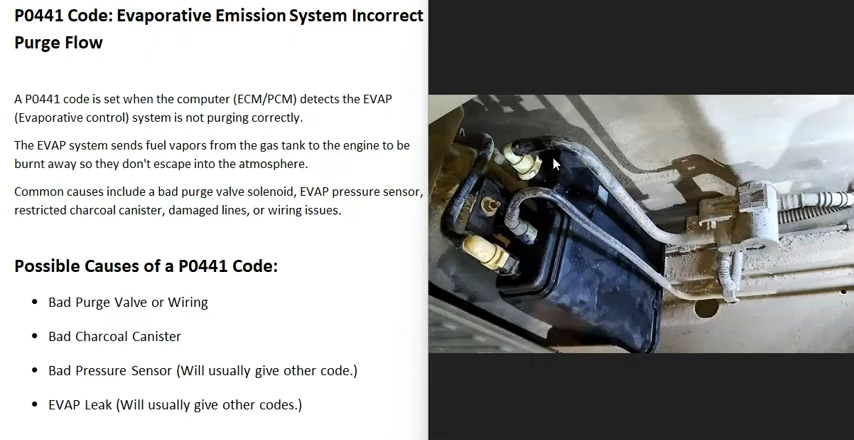 P0441 Code: Evaporative Emission System Incorrect
Purge Flow
A P0441 code is set when the computer (ECM/PCM) detects the EVAP
(Evaporative control) system is not purging correctly.
The EVAP system sends fuel vapors from the gas tank to the engine to be
burnt away so they don't escape into the atmosphere.
Common causes include a bad purge valve solenoid, EVAP pressure sensor,
restricted charcoal canister, damaged lines, or wiring issues.
Possible Causes of a P0441 Code:
• Bad Purge Valve or Wiring
• Bad Charcoal Canister
• Bad Pressure Sensor (Will usually give other code.)
• EVAP Leak (Will usually give other codes.)